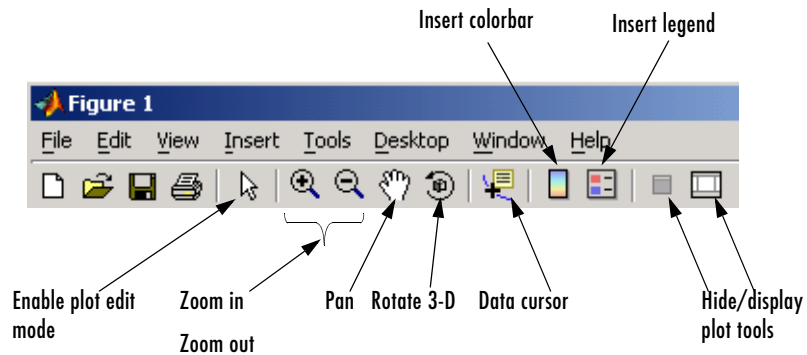 Insert colorbar
Insert legend
Figure 1
File Edit View Insert Tools Desktop Window Help
Enable plot edit
mode
Zoom in
Zoom out
Pan
Rotate 3-D
Data cursor
Hide/display
plot tools